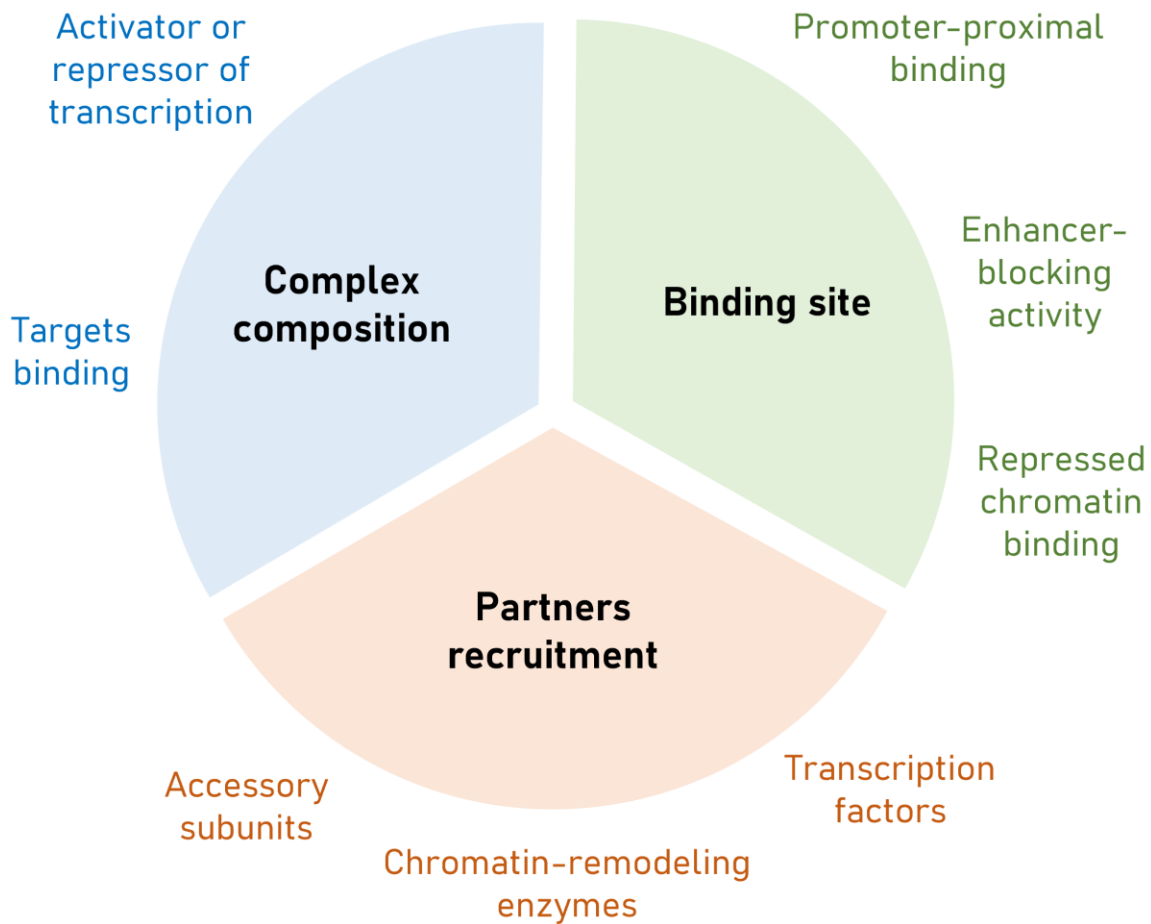 Activator or
repressor of
transcription
Targets
binding
Complex
composition
Promoter-proximal
binding
Enhancer-
blocking
activity
Repressed
chromatin
binding
Binding site
Partners
recruitment
Accessory
subunits
Chromatin-remodeling
enzymes
Transcription
factors